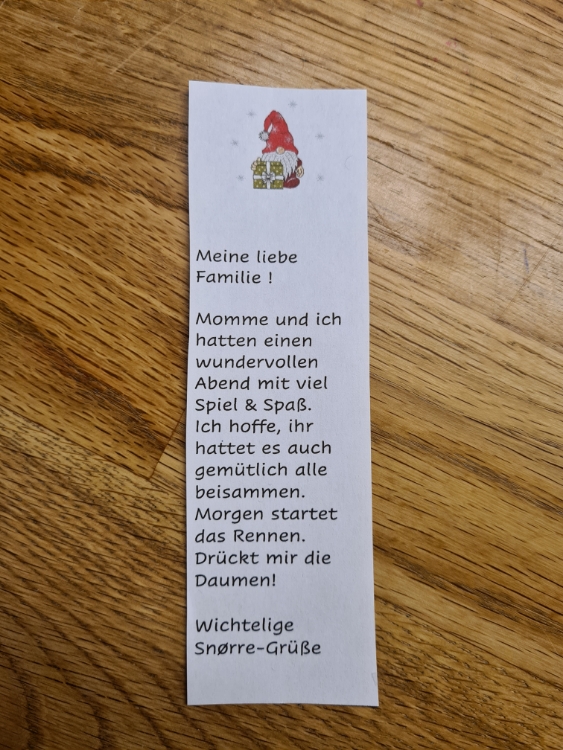 Meine liebe
Familie !
Momme und ich
hatten einen
wundervollen
Abend mit viel
Spiel & Spaß.
Ich hoffe, ihr
hattet es auch
gemütlich alle
beisammen.
Morgen startet
das Rennen.
Drückt mir die
Daumen!
Wichtelige
Snørre-Grüße